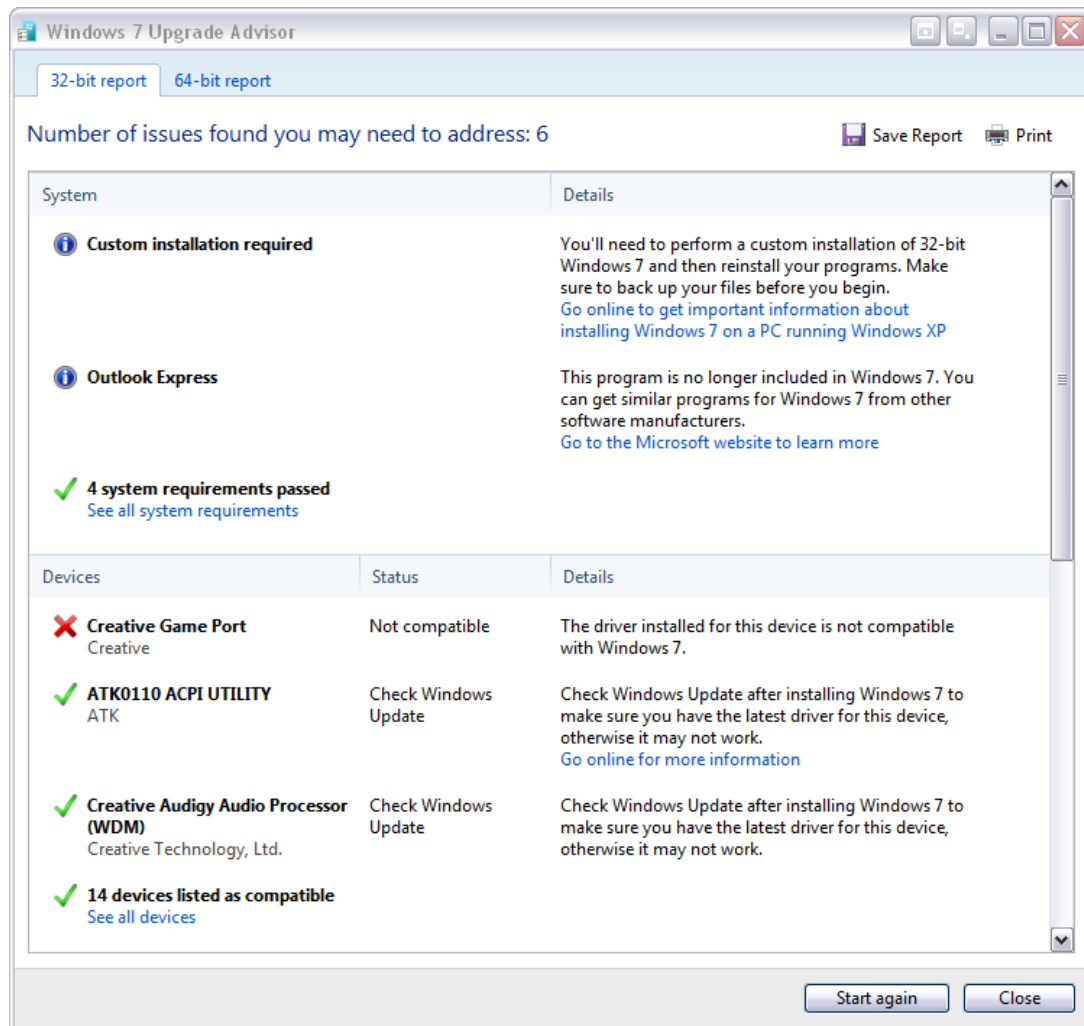 Windows 7 Upgrade Advisor
32-bit report 64-bit report
Number of issues found you may need to address: 6
Save Report Print
System Details
Custom installation required
You'll need to perform a custom installation of 32-bit
Windows 7 and then reinstall your programs. Make
sure to back up your files before you begin.
Go online to get important information about
installing Windows 7 on a PC running Windows XP
Outlook Express
This program is no longer included in Windows 7. You
can get similar programs for Windows 7 from other
software manufacturers.
Go to the Microsoft website to learn more
4 system requirements passed
See all system requirements
Devices Status Details
Creative Game Port
Creative
Not compatible
The driver installed for this device is not compatible
with Windows 7.
ATK0110 ACPI UTILITY
ATK
Check Windows
Update
Check Windows Update after installing Windows 7 to
make sure you have the latest driver for this device,
otherwise it may not work.
Go online for more information
Creative Audigy Audio Processor
(WDM)
Creative Technology, Ltd.
Check Windows
Update
Check Windows Update after installing Windows 7 to
make sure you have the latest driver for this device,
otherwise it may not work.
14 devices listed as compatible
See all devices
Start again Close